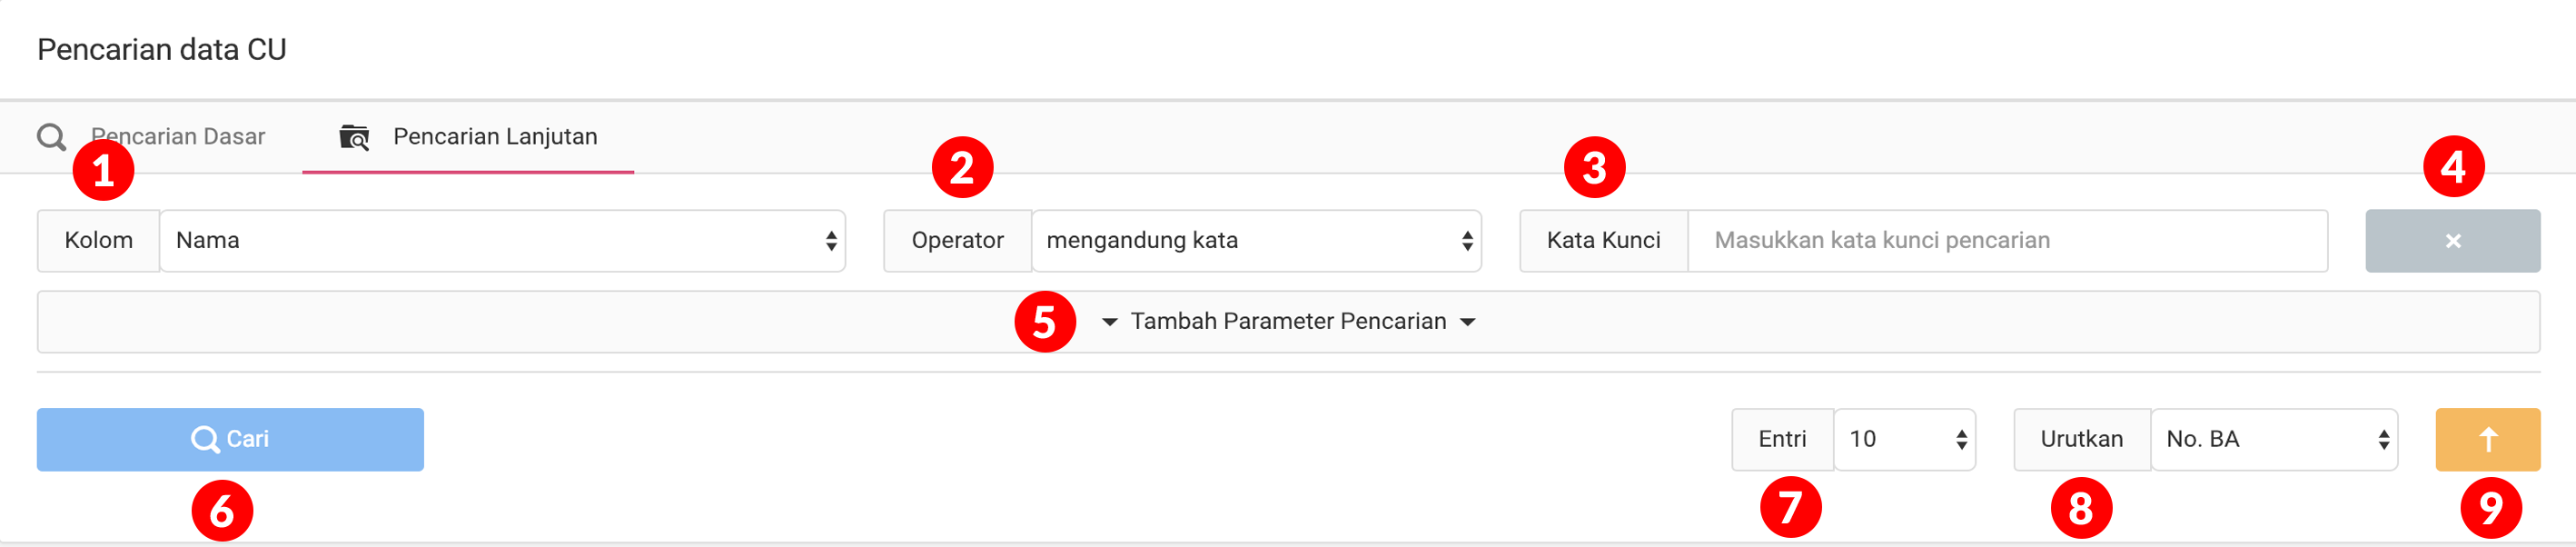 Pencarian data CU
Pencarian Dasar Pencarian Lanjutan
1 2 3 4
Kolom Nama Operator mengandung kata Kata Kunci Masukkan kata kunci pencarian ×
5 Tambah Parameter Pencarian
Cari Entri 10 Urutkan No. BA
6 7 8 9